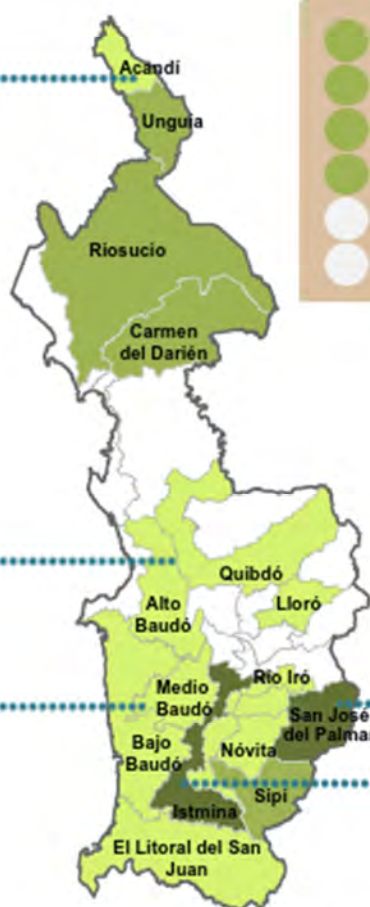 Acandí
Unguía
Riosucio
Carmen
del Darién
Quibdó
Lloró
Alto
Baudó
Río Iró
Medio
Baudó
San José
del Palmar
Bajo
Baudó
Nóvita
Sipí
Istmina
El Litoral del San
Juan